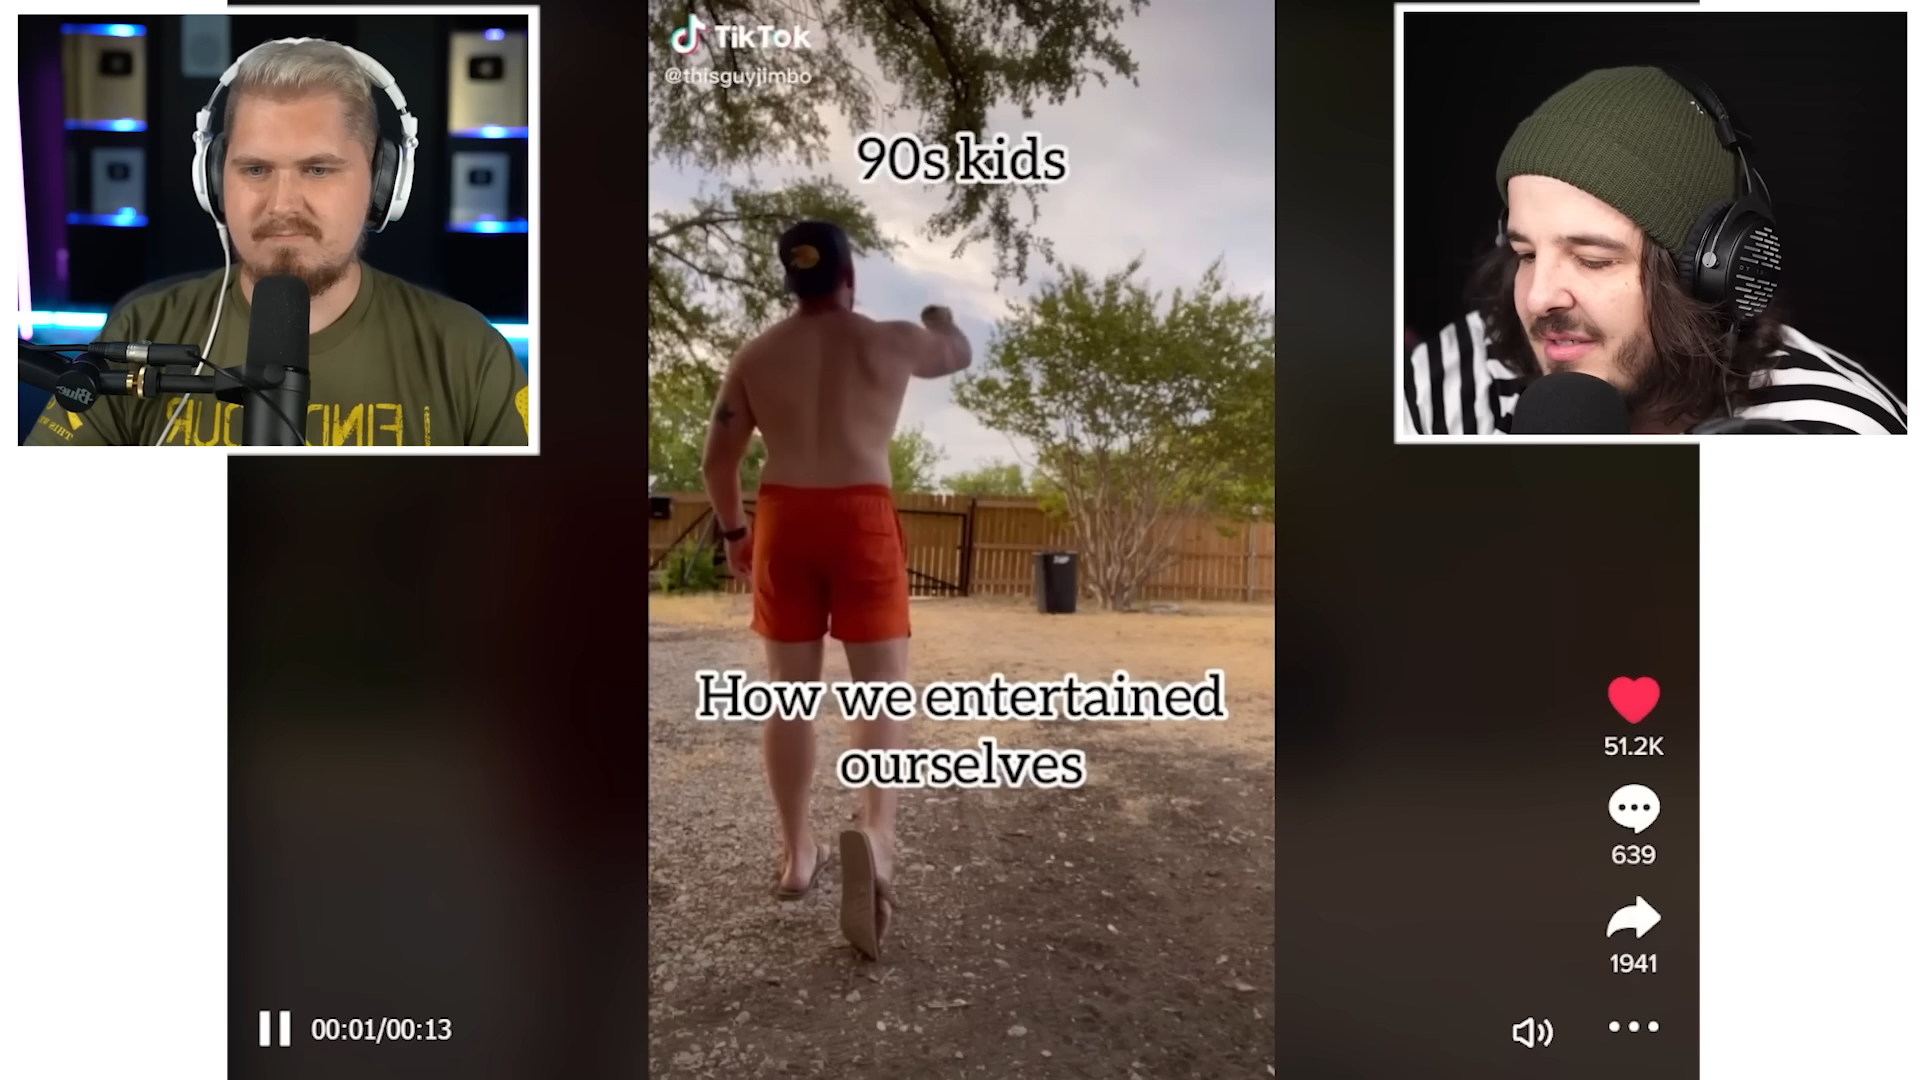 TikTok
@thisguyjimbo
90s kids
How we entertained
ourselves
51.2K
639
1941
00:01/00:13